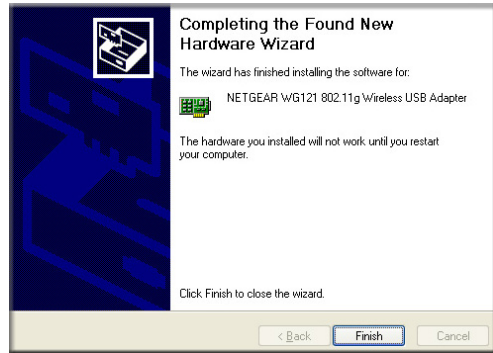 Completing the Found New
Hardware Wizard
The wizard has finished installing the software for:
NETGEAR WG121 802.11g Wireless USB Adapter
The hardware you installed will not work until you restart
your computer.
Click Finish to close the wizard.
< Back Finish Cancel